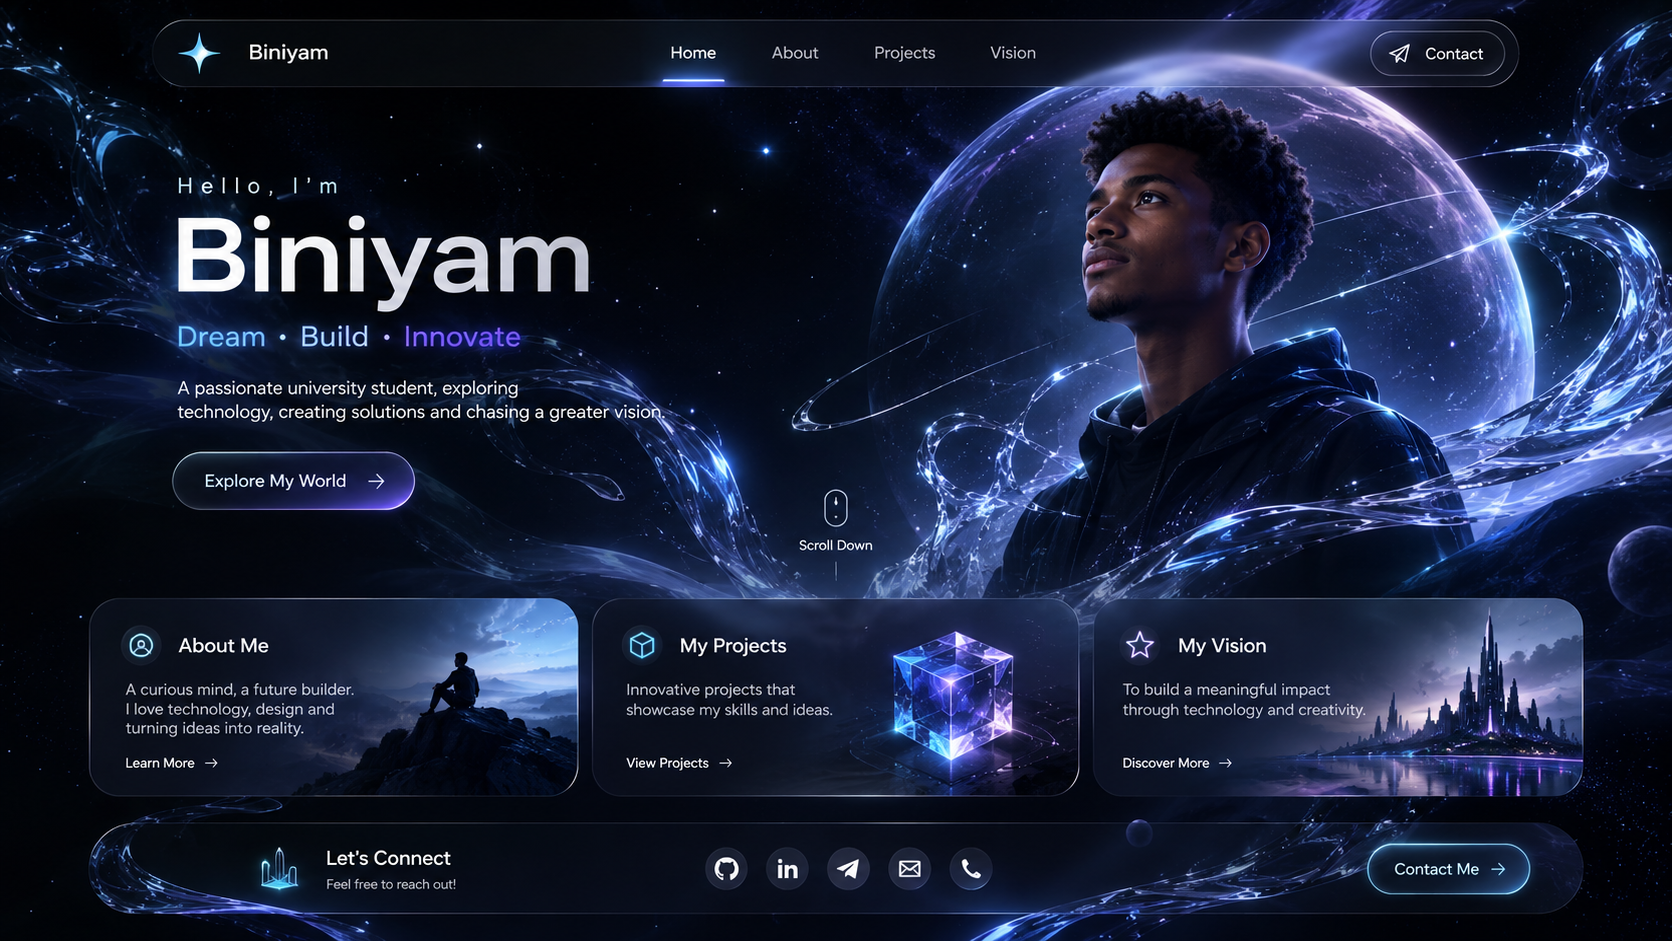 Biniyam
Home
About
Projects
Vision
Contact
Hello, I'm
Biniyam
Dream • Build • Innovate
A passionate university student, exploring
technology, creating solutions and chasing a greater vision.
Explore My World →
Scroll Down
About Me
A curious mind, a future builder.
I love technology, design and
turning ideas into reality.
Learn More →
My Projects
Innovative projects that
showcase my skills and ideas.
View Projects →
My Vision
To build a meaningful impact
through technology and creativity.
Discover More →
Let's Connect
Feel free to reach out!
in
Contact Me →